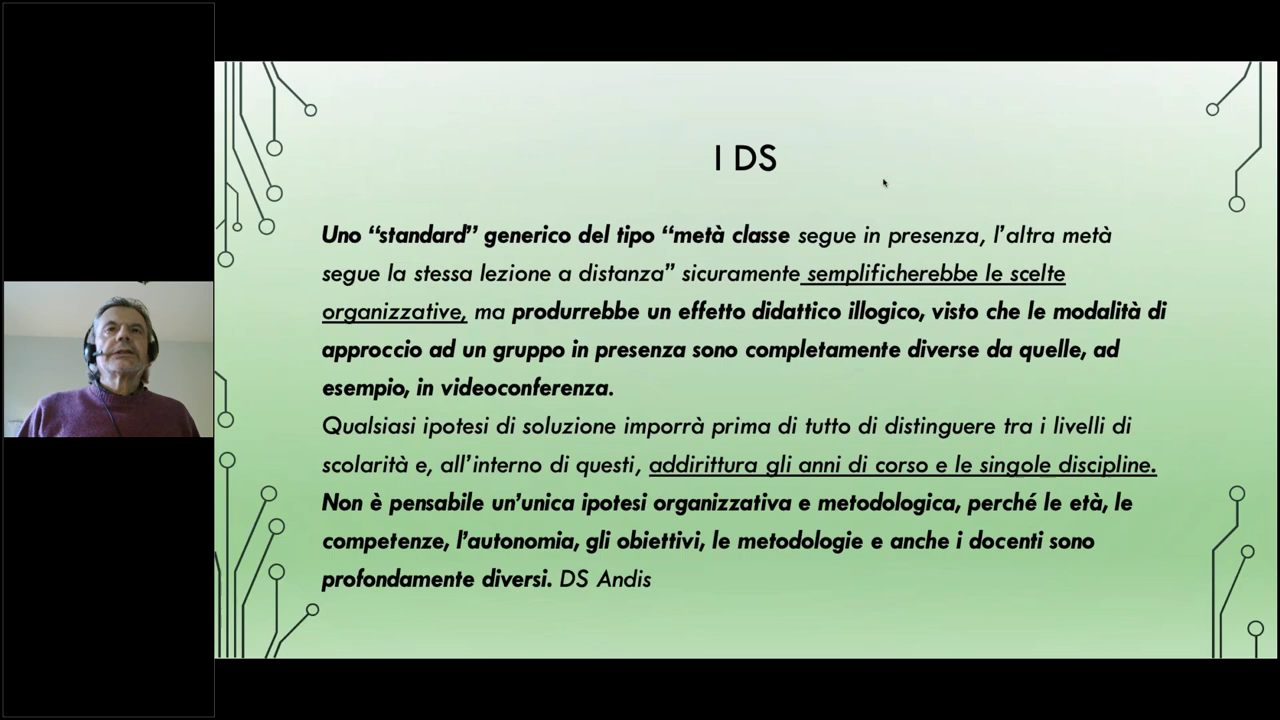 I DS
Uno “standard” generico del tipo “metà classe segue in presenza, l’altra metà
segue la stessa lezione a distanza” sicuramente semplificherebbe le scelte
organizzative, ma produrrebbe un effetto didattico illogico, visto che le modalità di
approccio ad un gruppo in presenza sono completamente diverse da quelle, ad
esempio, in videoconferenza.
Qualsiasi ipotesi di soluzione imporrà prima di tutto di distinguere tra i livelli di
scolarità e, all’interno di questi, addirittura gli anni di corso e le singole discipline.
Non è pensabile un’unica ipotesi organizzativa e metodologica, perché le età, le
competenze, l’autonomia, gli obiettivi, le metodologie e anche i docenti sono
profondamente diversi. DS Andis